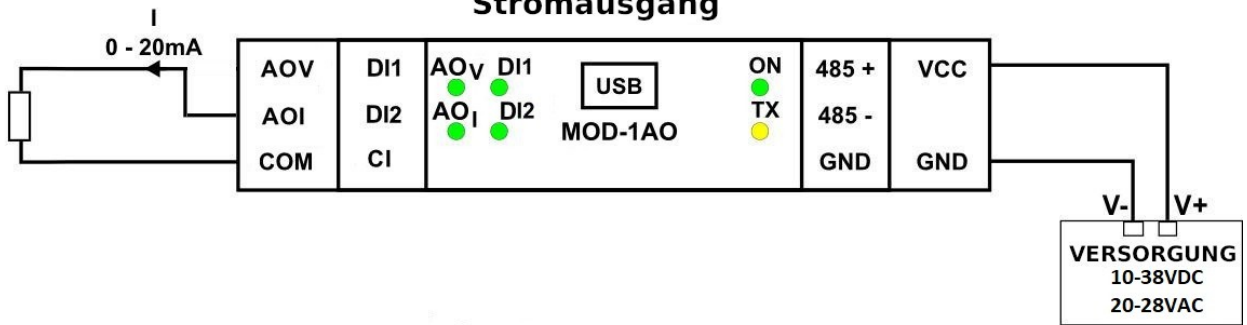 Stromausgang
I
0 - 20mA
AOV DI1 AOV DI1 USB ON 485 + VCC
AOI DI2 AOI DI2 MOD-1AO TX 485 -
COM CI GND GND
V- V+
VERSORGUNG
10-38VDC
20-28VAC